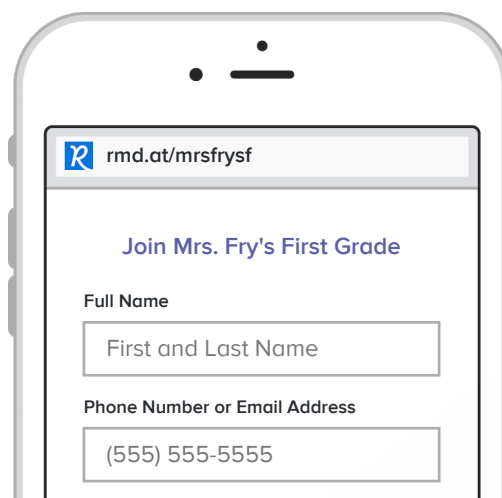 rmd.at/mrsfrysf
Join Mrs. Fry's First Grade
Full Name
First and Last Name
Phone Number or Email Address
(555) 555-5555